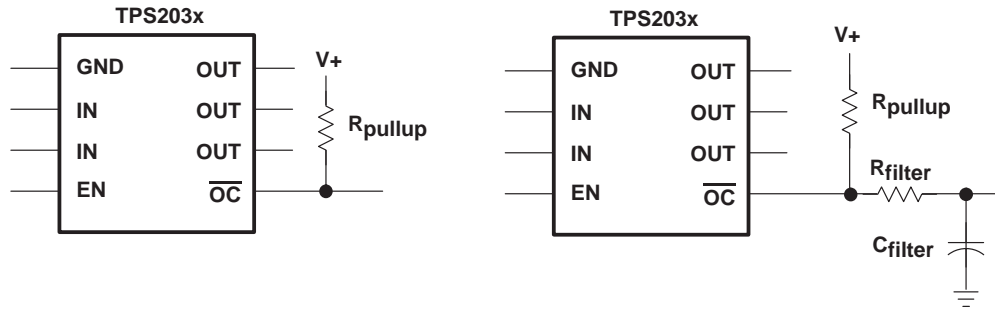 TPS203x
GND OUT
IN OUT
IN OUT
EN OC
V+
Rpullup
TPS203x
GND OUT
IN OUT
IN OUT
EN OC
V+
Rpullup
Rfilter
Cfilter